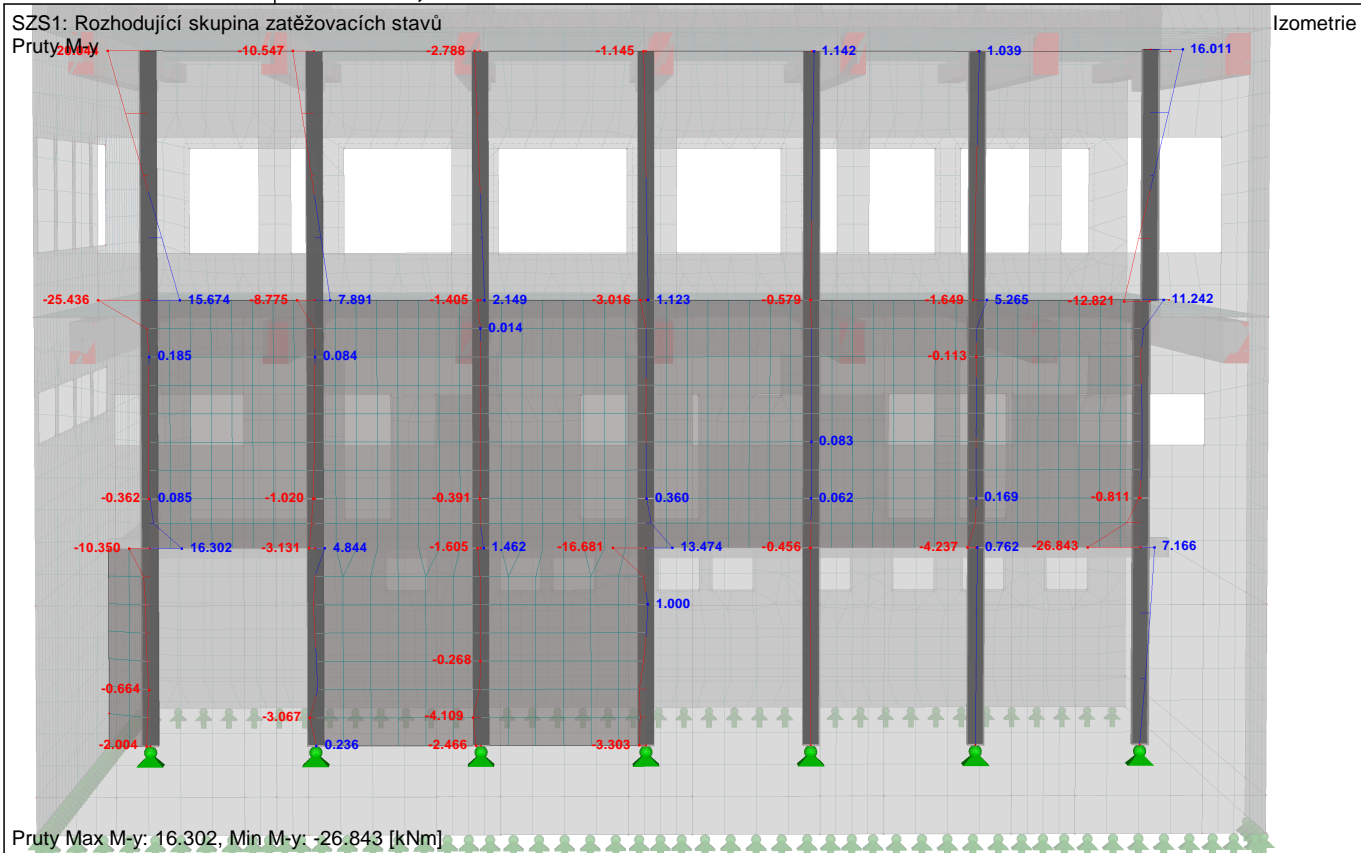 SZS1: Rozhodující skupina zatěžovacích stavů
Izometrie
Pruty M-y
-10.547 -2.788 -1.145 1.142 1.039 16.011
-25.436 15.674 -8.775 7.891 -1.405 2.149 -3.016 1.123 -0.579 -1.649 5.265 -12.821 11.242
0.014
0.185 0.084 -0.113
0.083
-0.362 0.085 -1.020 -0.391 0.360 0.062 0.169 -0.811
-10.350 16.302 -3.131 4.844 -1.605 1.462 -16.681 13.474 -0.456 -4.237 0.762 -26.843 7.166
1.000
-0.268
-0.664
-3.067 -4.109
-2.004 0.236 -2.466 -3.303
Pruty Max M-y: 16.302, Min M-y: -26.843 [kNm]